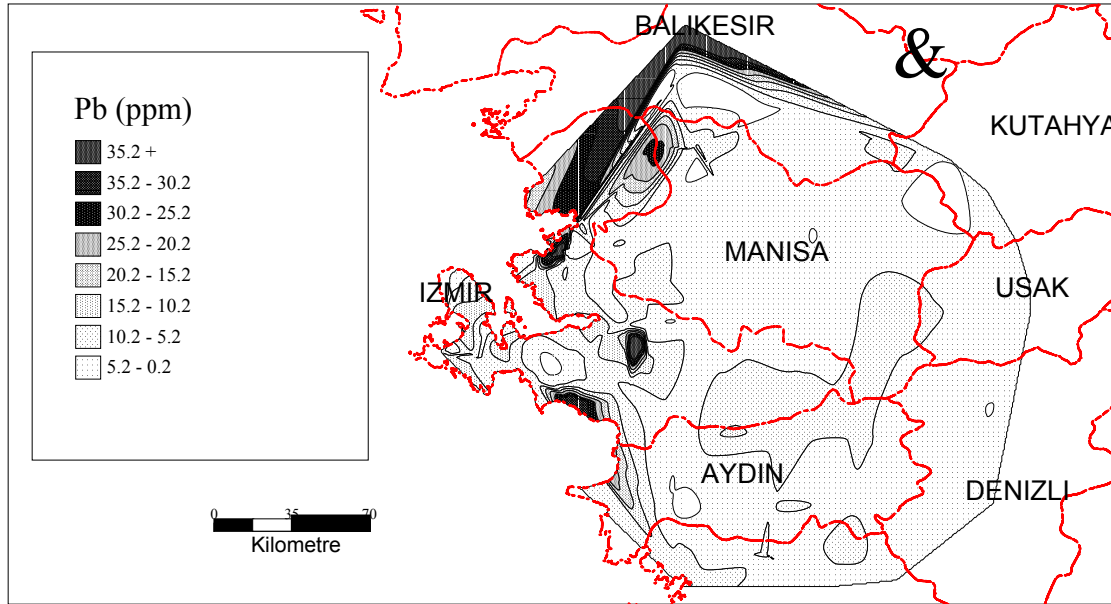 BALIKESIR
&
KUTAHYA
Pb (ppm)
35.2 +
35.2 - 30.2
30.2 - 25.2
25.2 - 20.2
20.2 - 15.2
15.2 - 10.2
10.2 - 5.2
5.2 - 0.2
MANISA
IZMIR
USAK
AYDIN
DENIZLI
0 35 70
Kilometre